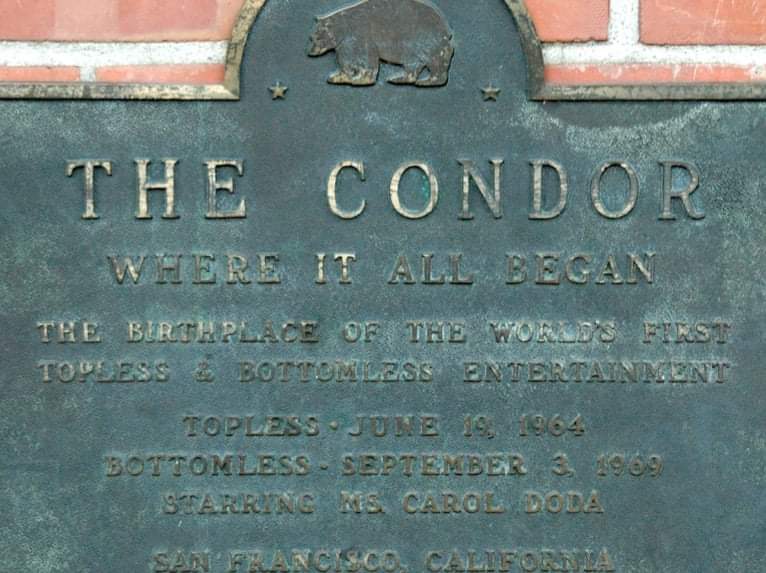 THE CONDOR
WHERE IT ALL BEGAN
THE BIRTHPLACE OF THE WORLD'S FIRST
TOPLESS & BOTTOMLESS ENTERTAINMENT
TOPLESS · JUNE 19, 1964
BOTTOMLESS · SEPTEMBER 3, 1969
STARRING MS. CAROL DODA
SAN FRANCISCO, CALIFORNIA